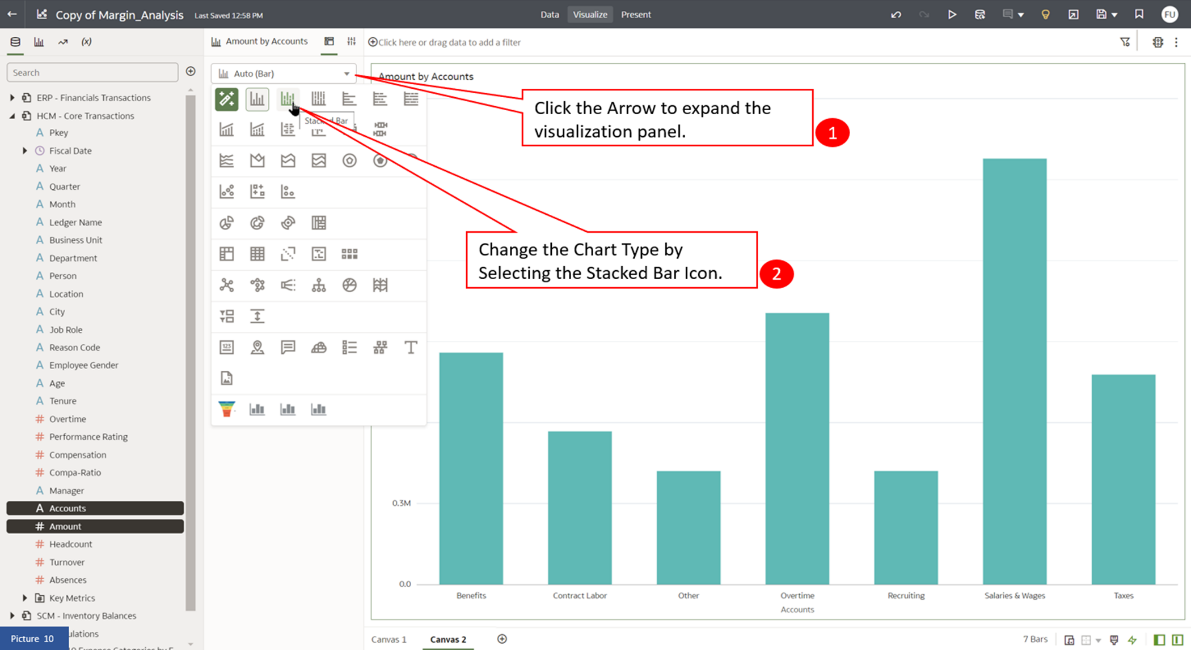 Copy of Margin_Analysis Last Saved 12:58 PM Data Visualize Present FU
(x) Amount by Accounts Click here or drag data to add a filter
Search Auto (Bar) Amount by Accounts
ERP - Financials Transactions
HCM - Core Transactions
Pkey
Fiscal Date
Year
Quarter
Month
Ledger Name
Business Unit
Department
Person
Location
City
Job Role
Reason Code
Employee Gender
Age
Tenure
Overtime
Performance Rating
Compensation
Compa-Ratio
Manager
Accounts
Amount
Headcount
Turnover
Absences
Key Metrics
SCM - Inventory Balances
Picture 10
Stacked Bar
Click the Arrow to expand the
visualization panel.
1
Change the Chart Type by
Selecting the Stacked Bar Icon.
2
0.3M
0.0
Benefits Contract Labor Other Overtime Recruiting Salaries & Wages Taxes
Accounts
Canvas 1 Canvas 2 7 Bars